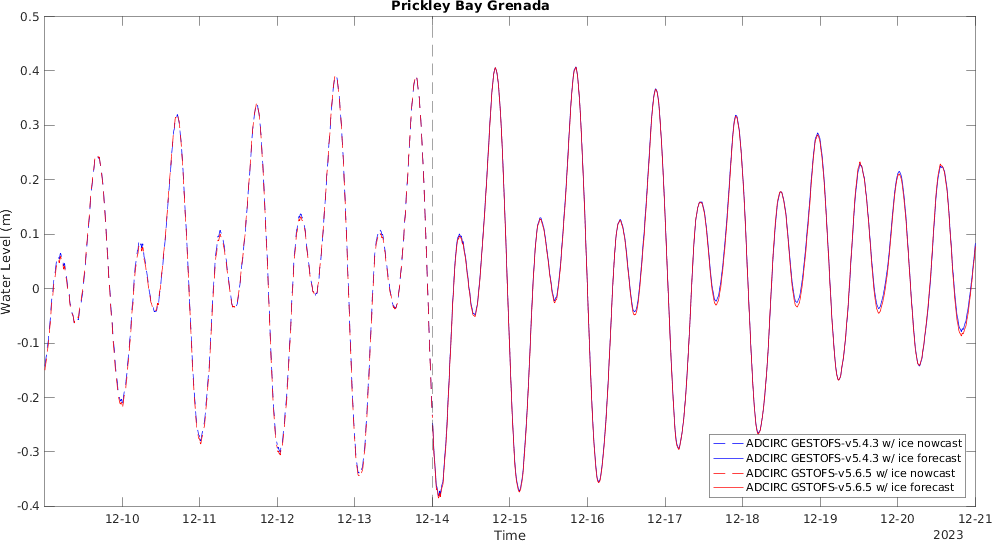 Prickley Bay Grenada
Water Level (m)
0.5
0.4
0.3
0.2
0.1
0
-0.1
-0.2
-0.3
-0.4
ADCIRC GESTOFS-v5.4.3 w/ ice nowcast
ADCIRC GESTOFS-v5.4.3 w/ ice forecast
ADCIRC GSTOFS-v5.6.5 w/ ice nowcast
ADCIRC GSTOFS-v5.6.5 w/ ice forecast
12-10 12-11 12-12 12-13 12-14 12-15 12-16 12-17 12-18 12-19 12-20 12-21
Time
2023